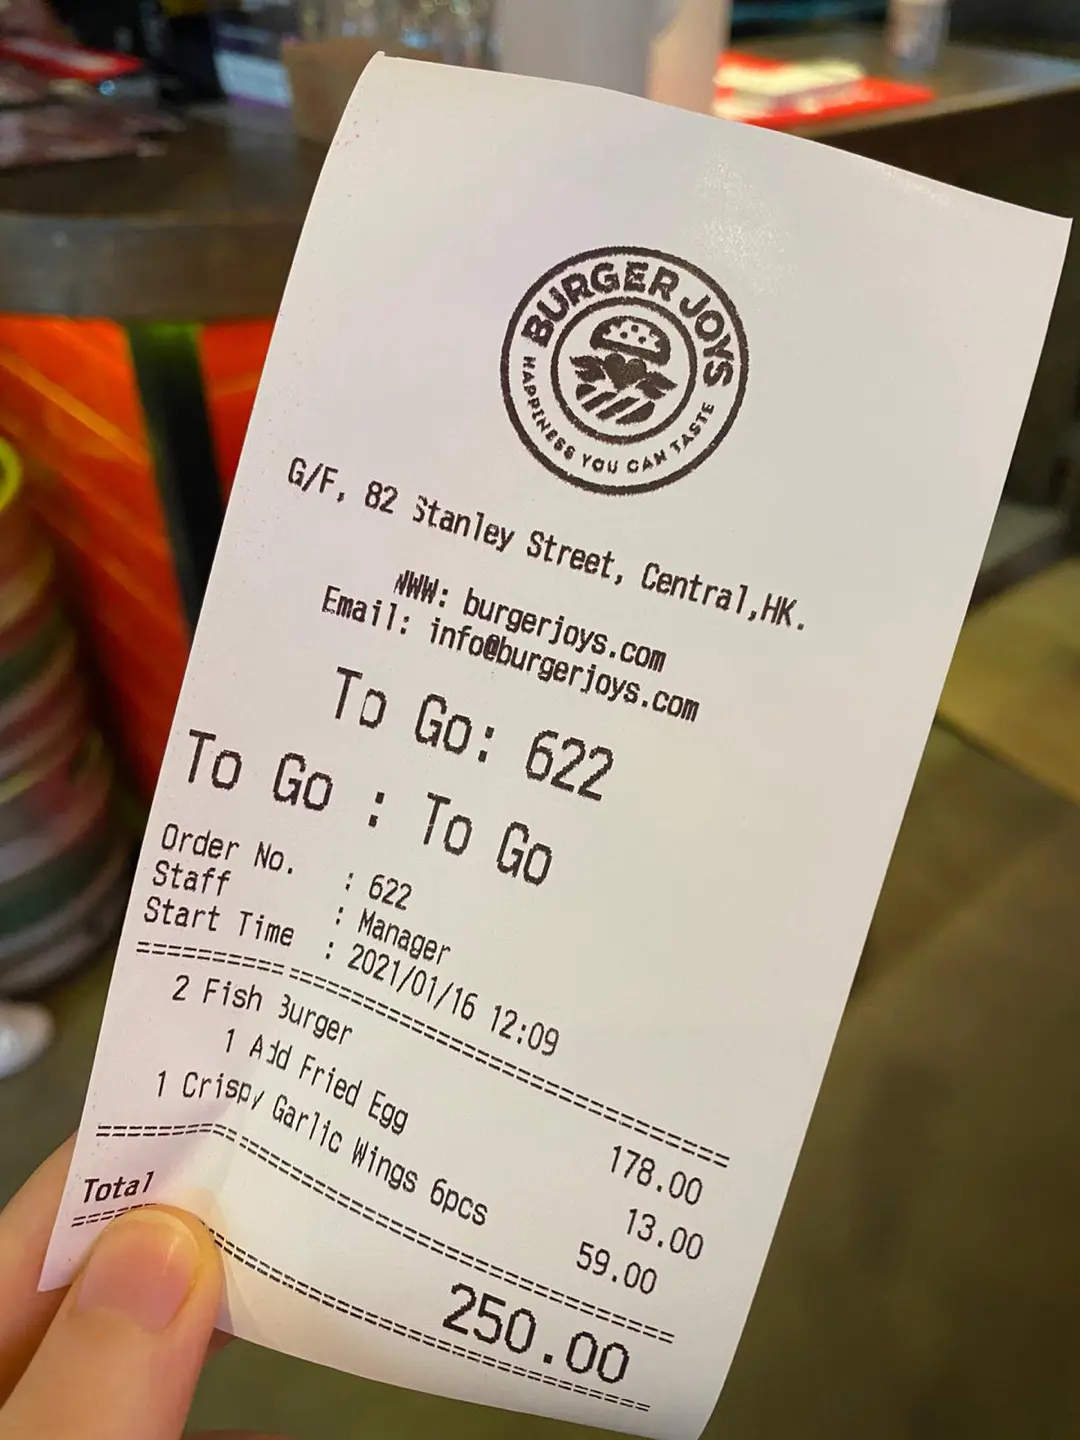 BURGER JOYS
HAPPINESS YOU CAN TASTE
G/F, 82 Stanley Street, Central,HK.
WWW: burgerjoys.com
Email: info@burgerjoys.com
To Go: 622
To Go : To Go
Order No. : 622
Staff : Manager
Start Time : 2021/01/16 12:09
2 Fish Burger 178.00
1 Add Fried Egg 13.00
1 Crispy Garlic Wings 6pcs 59.00
Total 250.00